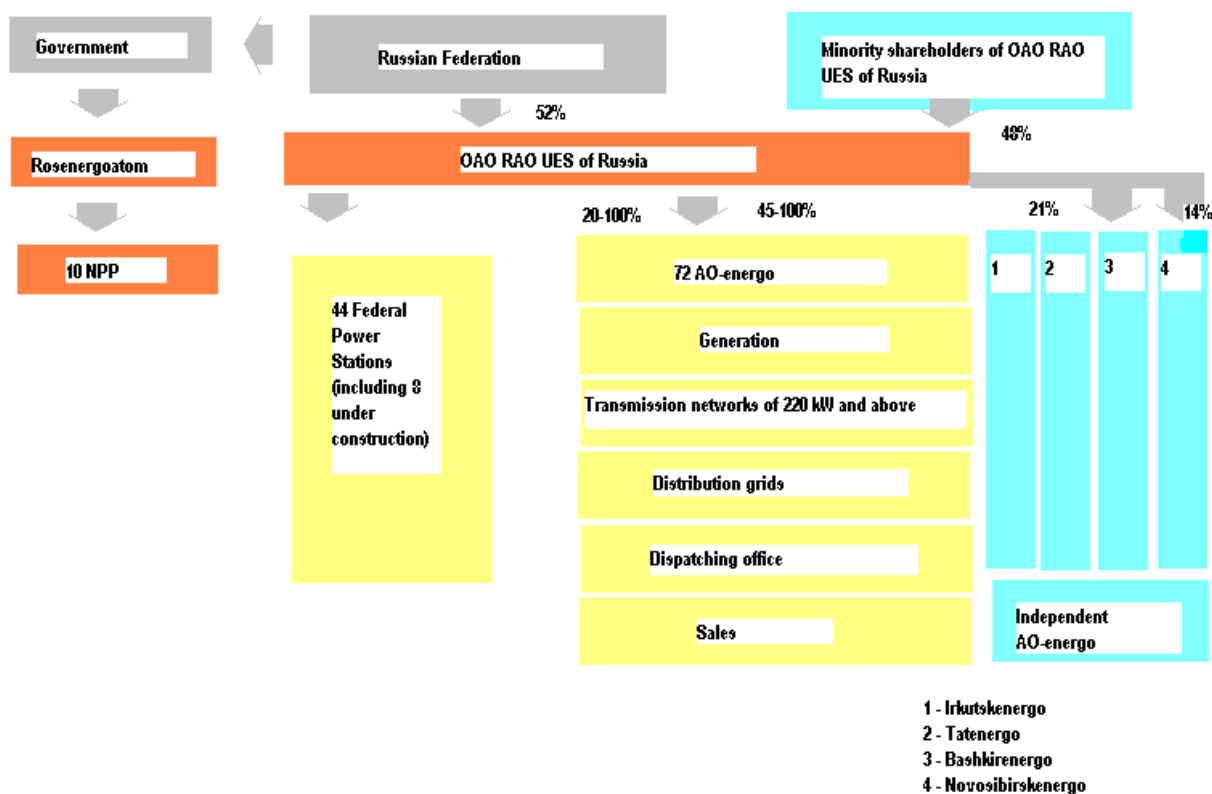 Government
Russian Federation
Minority shareholders of OAO RAO
UES of Russia
52%
48%
Rosenergoatom
OAO RAO UES of Russia
20-100%
45-100%
21%
14%
10 NPP
72 AO-energo
1
2
3
4
44 Federal
Power
Stations
(including 8
under
construction)
Generation
Transmission networks of 220 kW and above
Distribution grids
Dispatching office
Sales
Independent
AO-energo
1 - Irkutskenergo
2 - Tatenergo
3 - Bashkirenergo
4 - Novosibirskenergo